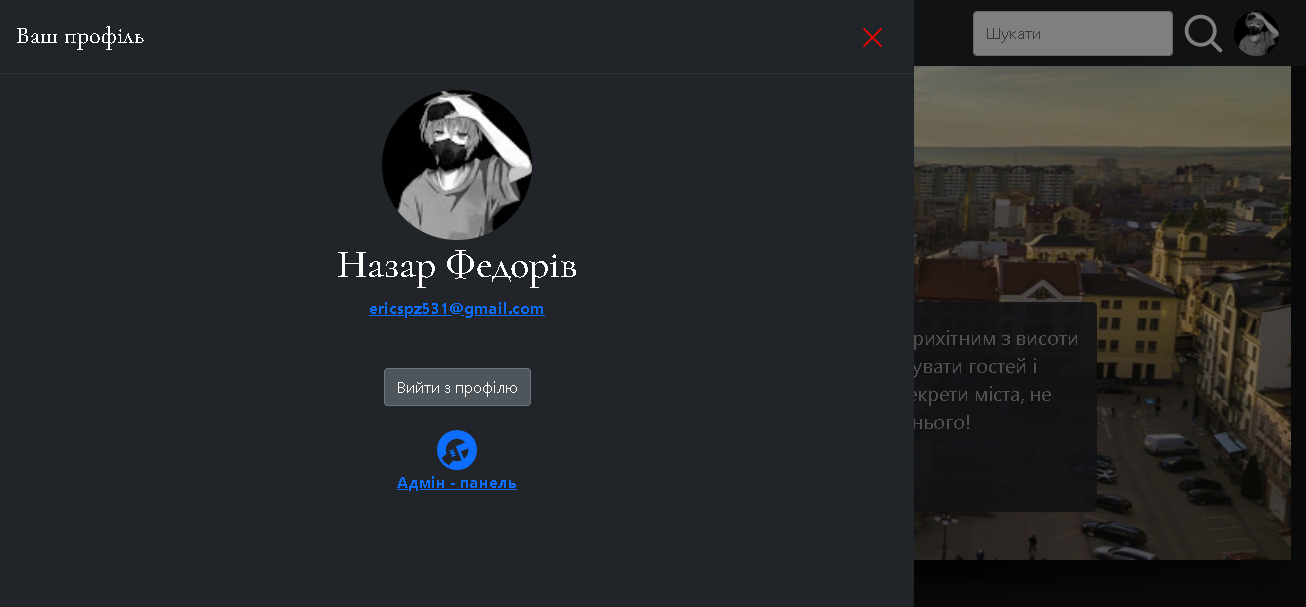 Ваш профіль
Шукати
Назар Федорів
ericspz531@gmail.com
Вийти з профілю
Адмін - панель
рихітним з висоти
увати гостей і
екрети міста, не
нього!